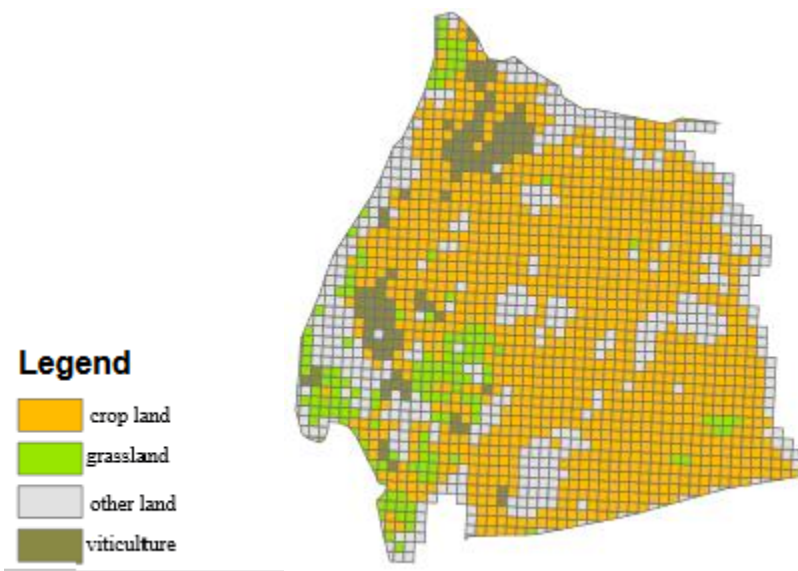 Legend
crop land
grassland
other land
viticulture